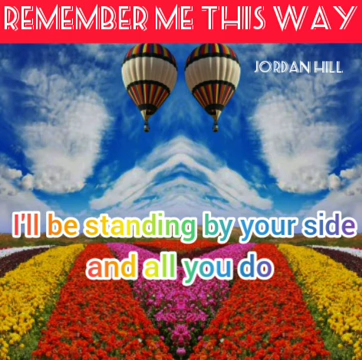 REMEMBER ME THIS WAY
JORDAN HILL
I'll be standing by your side
and all you do